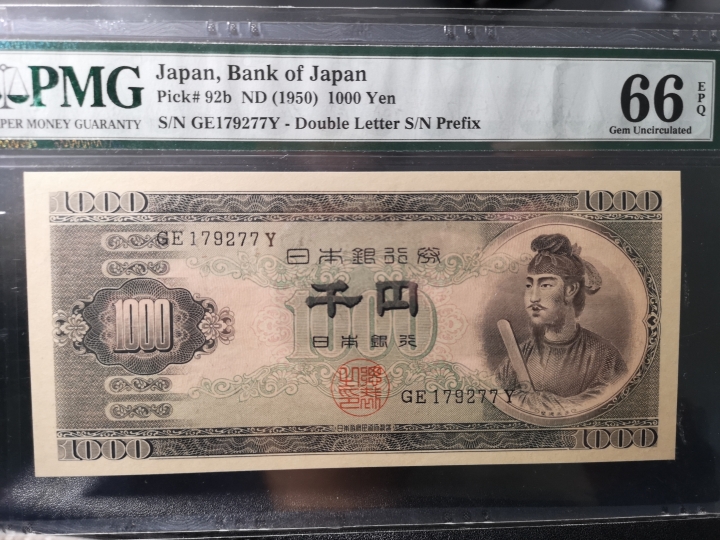 PMG
PER MONEY GUARANTY
Japan, Bank of Japan
Pick# 92b ND (1950) 1000 Yen
S/N GE179277Y - Double Letter S/N Prefix
66 EPQ
Gem Uncirculated
1000 1000
GE179277Y
日本銀行券
1000
1000
千円
日本銀行
GE179277Y
1000 1000